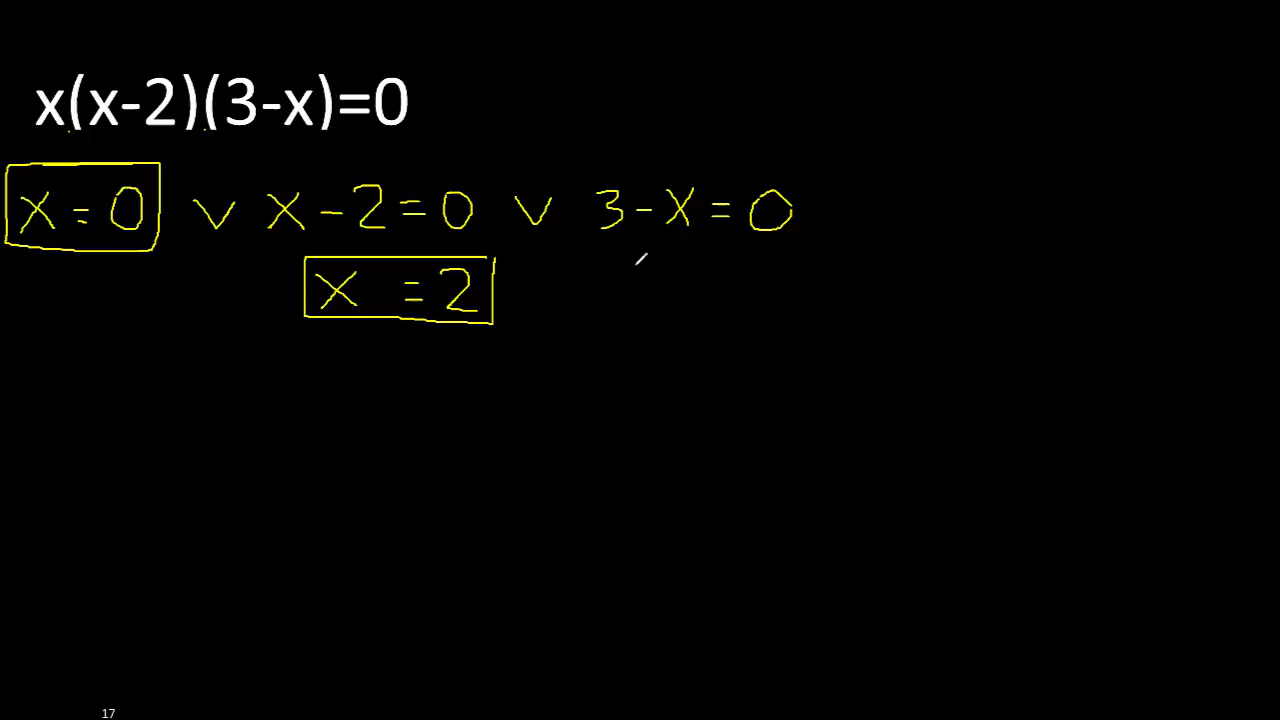 x(x-2)(3-x)=0
x=0 v x-2=0 v 3-x=0
x =2
17